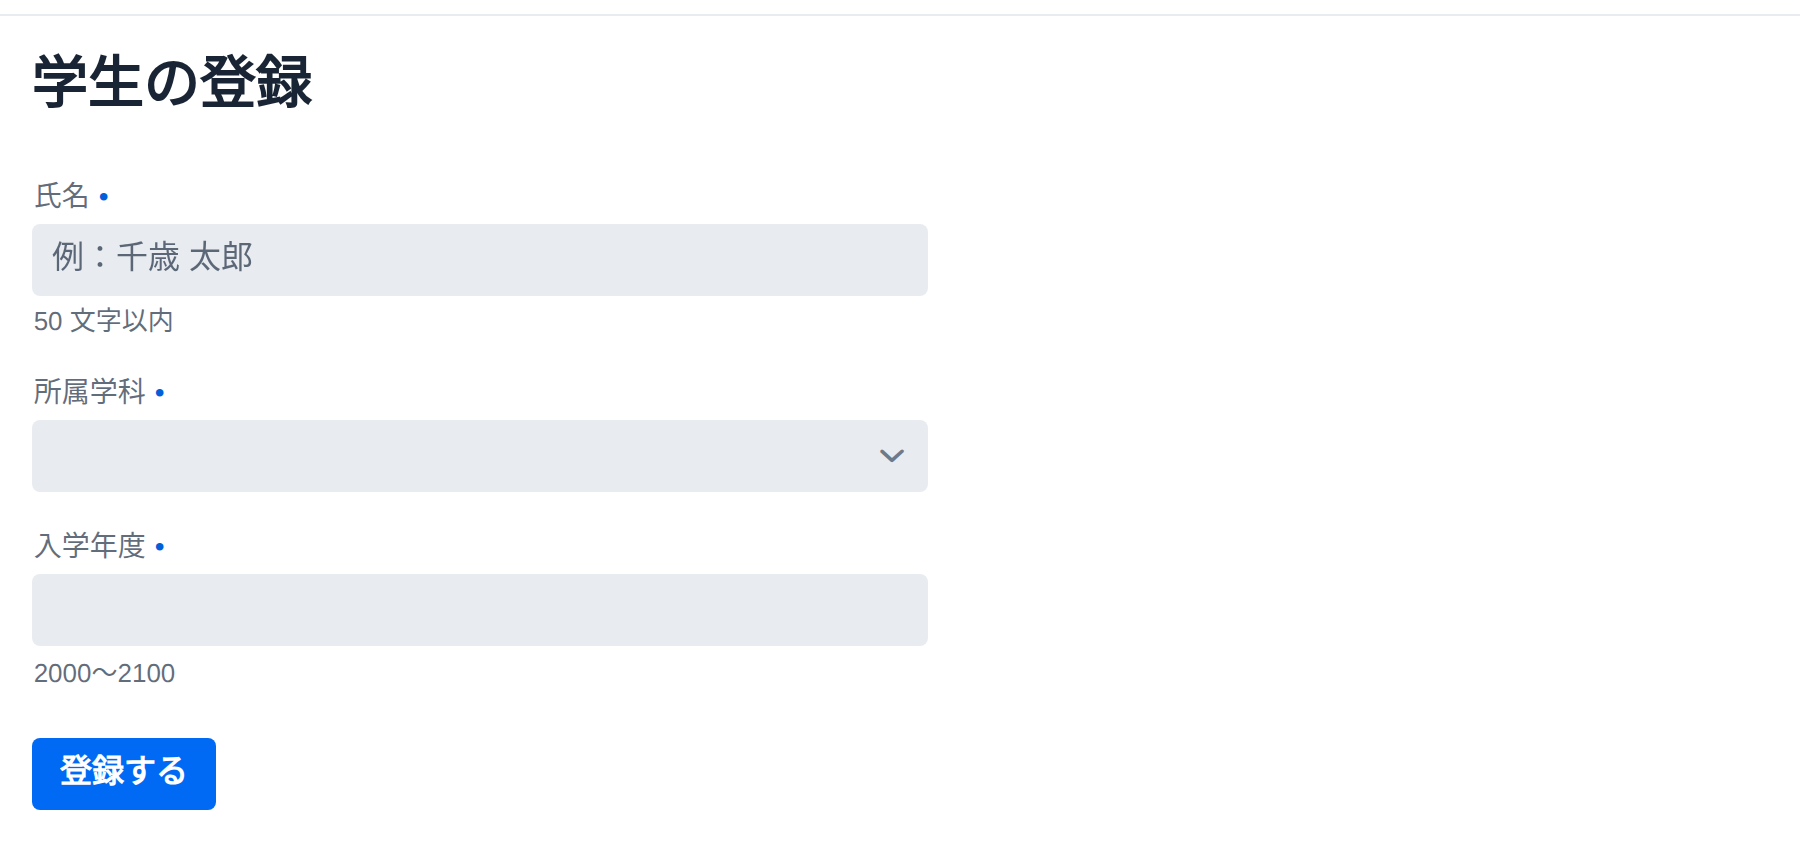 学生の登録
氏名 •
例：千歳 太郎
50 文字以内
所属学科 •
入学年度 •
2000～2100
登録する